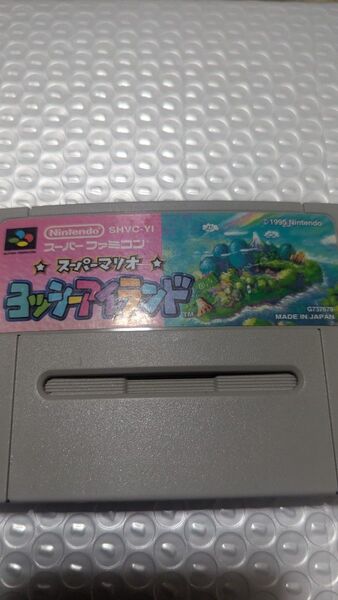 Nintendo SHVC-YI
スーパーファミコン
スーパーマリオ
ヨッシーアイランド
TM
©1995 Nintendo
MADE IN JAPAN